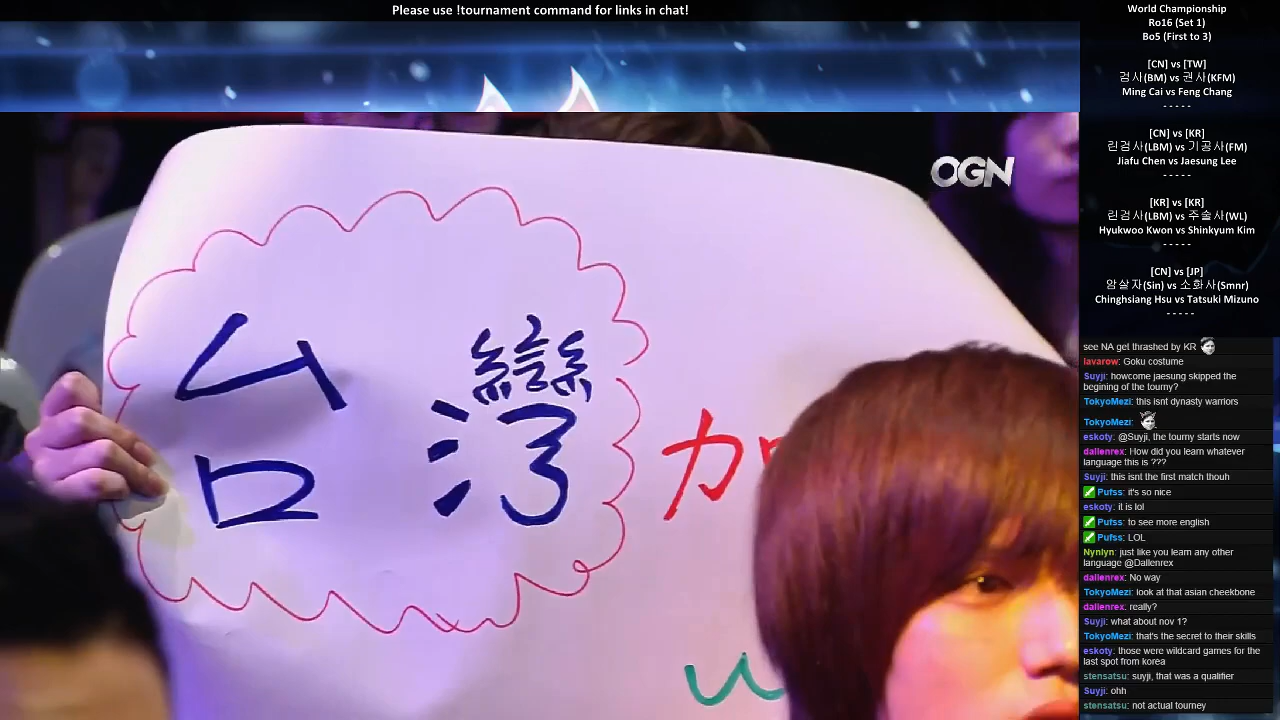 Please use !tournament command for links in chat!
OGN
台灣
加
World Championship
Ro16 (Set 1)
Bo5 (First to 3)
[CN] vs [TW]
검사(BM) vs 권사(KFM)
Ming Cai vs Feng Chang
- - - - -
[CN] vs [KR]
린검사(LBM) vs 기공사(FM)
Jiafu Chen vs Jaesung Lee
- - - - -
[KR] vs [KR]
린검사(LBM) vs 주술사(WL)
Hyukwoo Kwon vs Shinkyum Kim
- - - - -
[CN] vs [JP]
암살자(Sin) vs 소환사(Smnr)
Chinghsiang Hsu vs Tatsuki Mizuno
- - - - -
see NA get thrashed by KR
lavarow: Goku costume
Suyji: howcome jaesung skipped the
begining of the tourny?
TokyoMezi: this isnt dynasty warriors
TokyoMezi:
eskoty: @Suyji, the tourny starts now
dallenrex: How did you learn whatever
language this is ???
Suyji: this isnt the first match thouh
Pufss: it's so nice
eskoty: it is lol
Pufss: to see more english
Pufss: LOL
Nynlyn: just like you learn any other
language @Dallenrex
dallenrex: No way
TokyoMezi: look at that asian cheekbone
dallenrex: really?
Suyji: what about nov 1?
TokyoMezi: that's the secret to their skills
eskoty: those were wildcard games for the
last spot from korea
stensatsu: suyji, that was a qualifier
Suyji: ohh
stensatsu: not actual tourney